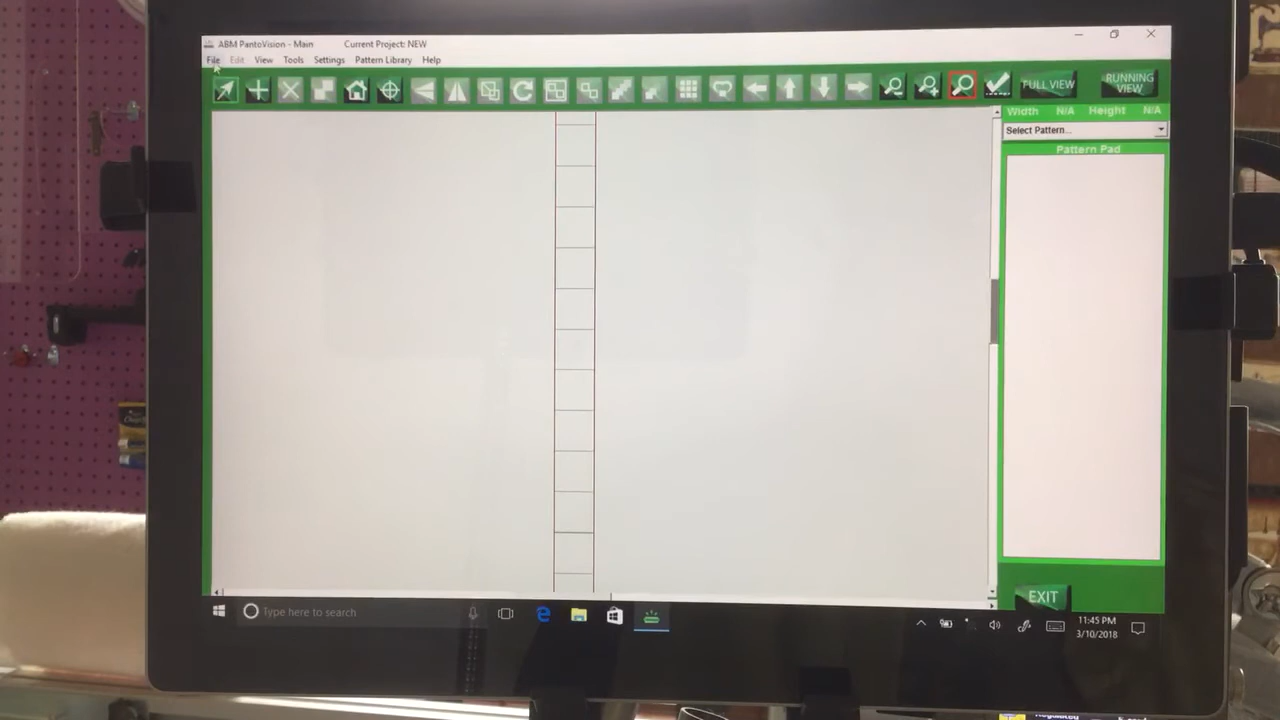 ABM PantoVision - Main Current Project: NEW
File Edit View Tools Settings Pattern Library Help
FULL VIEW
RUNNING
VIEW
Width N/A Height N/A
Select Pattern...
Pattern Pad
EXIT
Type here to search
11:45 PM
3/10/2018